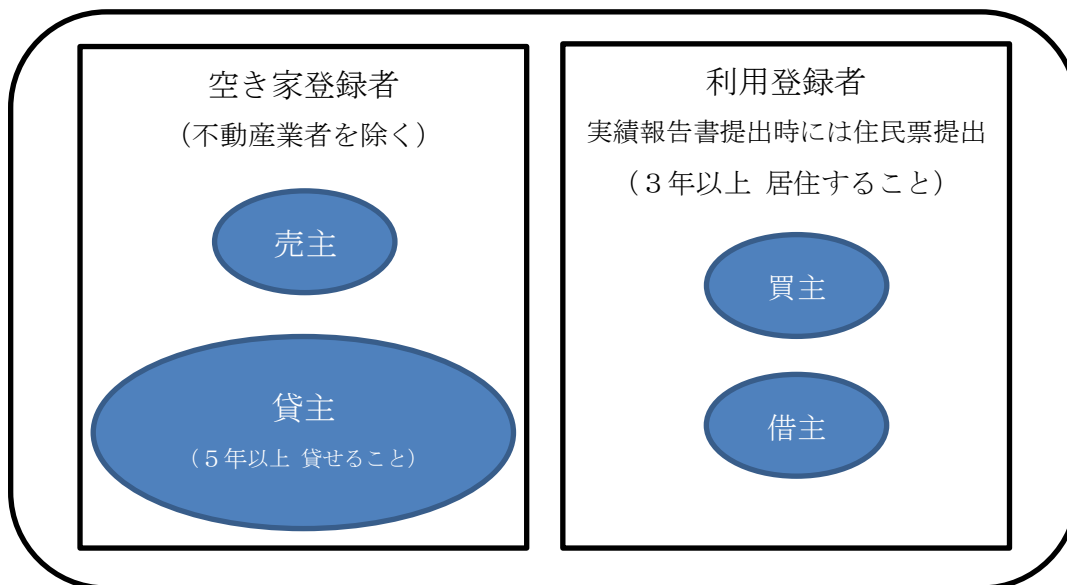 空き家登録者
（不動産業者を除く）
売主
貸主
（５年以上 貸せること）
利用登録者
実績報告書提出時には住民票提出
（３年以上 居住すること）
買主
借主